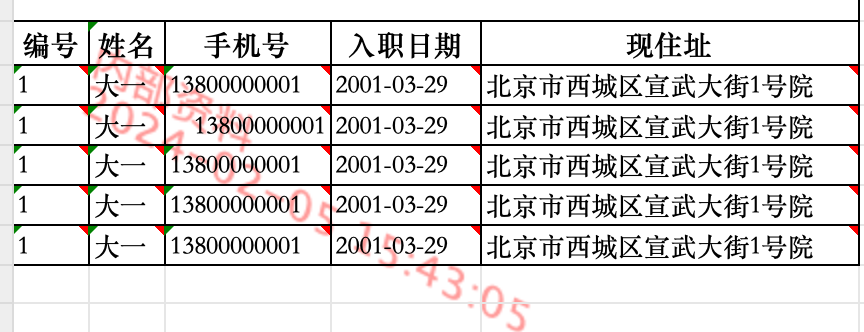 编号 姓名 手机号 入职日期 现住址
1 大一 13800000001 2001-03-29 北京市西城区宣武大街1号院
1 大一 13800000001 2001-03-29 北京市西城区宣武大街1号院
1 大一 13800000001 2001-03-29 北京市西城区宣武大街1号院
1 大一 13800000001 2001-03-29 北京市西城区宣武大街1号院
1 大一 13800000001 2001-03-29 北京市西城区宣武大街1号院
内部资料
2024-02-05 15:43:05